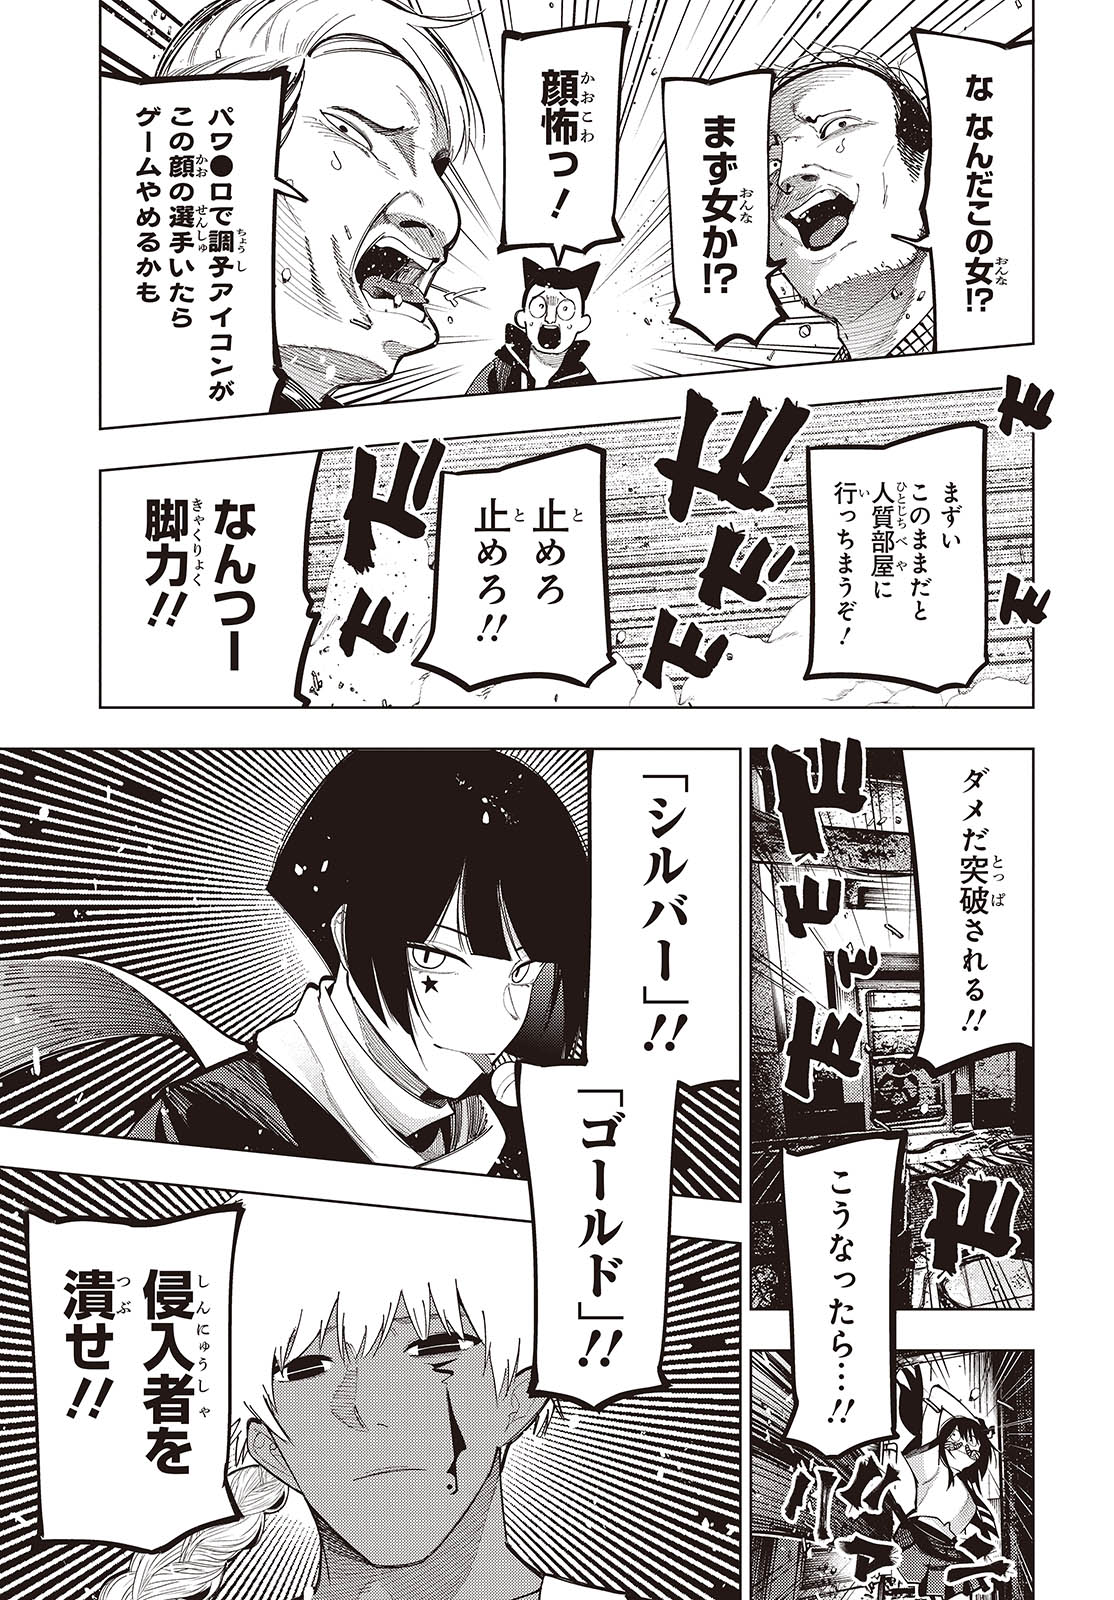 な なんだこの女!?
まず女か!?
顔怖っ!
パワ●ロで調子アイコンが
この顔の選手いたら
ゲームやめるかも
まずい
このままだと
人質部屋に
行っちまうぞ!
止めろ
止めろ!!
なんつー
脚力!!
ダメだ突破される!!
こうなったら…!!
「シルバー」!!
「ゴールド」!!
侵入者を
潰せ!!